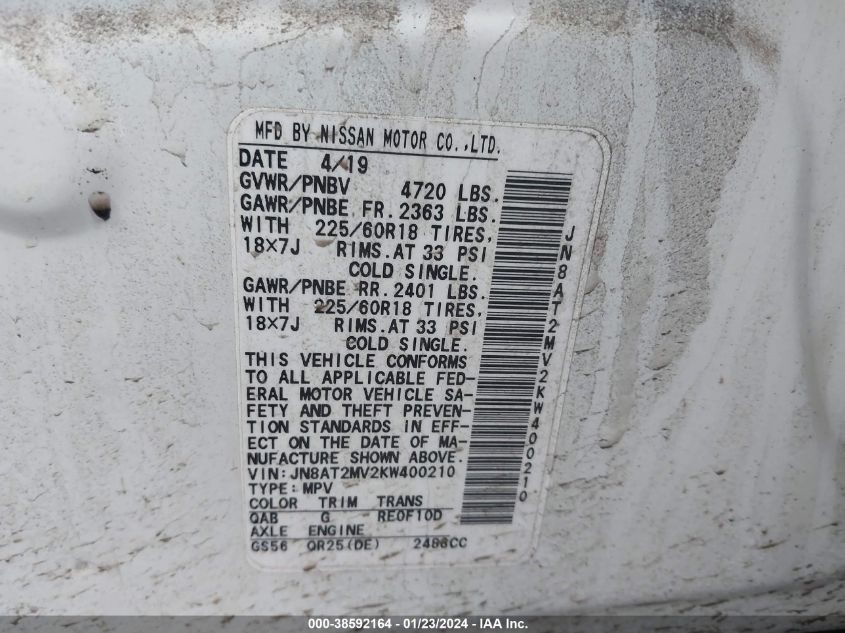 MFD BY NISSAN MOTOR CO.,LTD.
DATE 4/19
GVWR/PNBV 4720 LBS.
GAWR/PNBE FR.2363 LBS.
WITH 225/60R18 TIRES,
18×7J RIMS.AT 33 PSI
COLD SINGLE.
GAWR/PNBE RR.2401 LBS.
WITH 225/60R18 TIRES,
18×7J RIMS.AT 33 PSI
COLD SINGLE.
THIS VEHICLE CONFORMS
TO ALL APPLICABLE FED-
ERAL MOTOR VEHICLE SA-
FETY AND THEFT PREVEN-
TION STANDARDS IN EFF-
ECT ON THE DATE OF MA-
NUFACTURE SHOWN ABOVE.
VIN:JN8AT2MV2KW400210
TYPE:MPV
COLOR TRIM TRANS
QAB G RE0F10D
AXLE ENGINE
GS56 QR25(DE) 2488CC
JN8AT2MV2KW400210
000-38592164 - 01/23/2024 - IAA Inc.